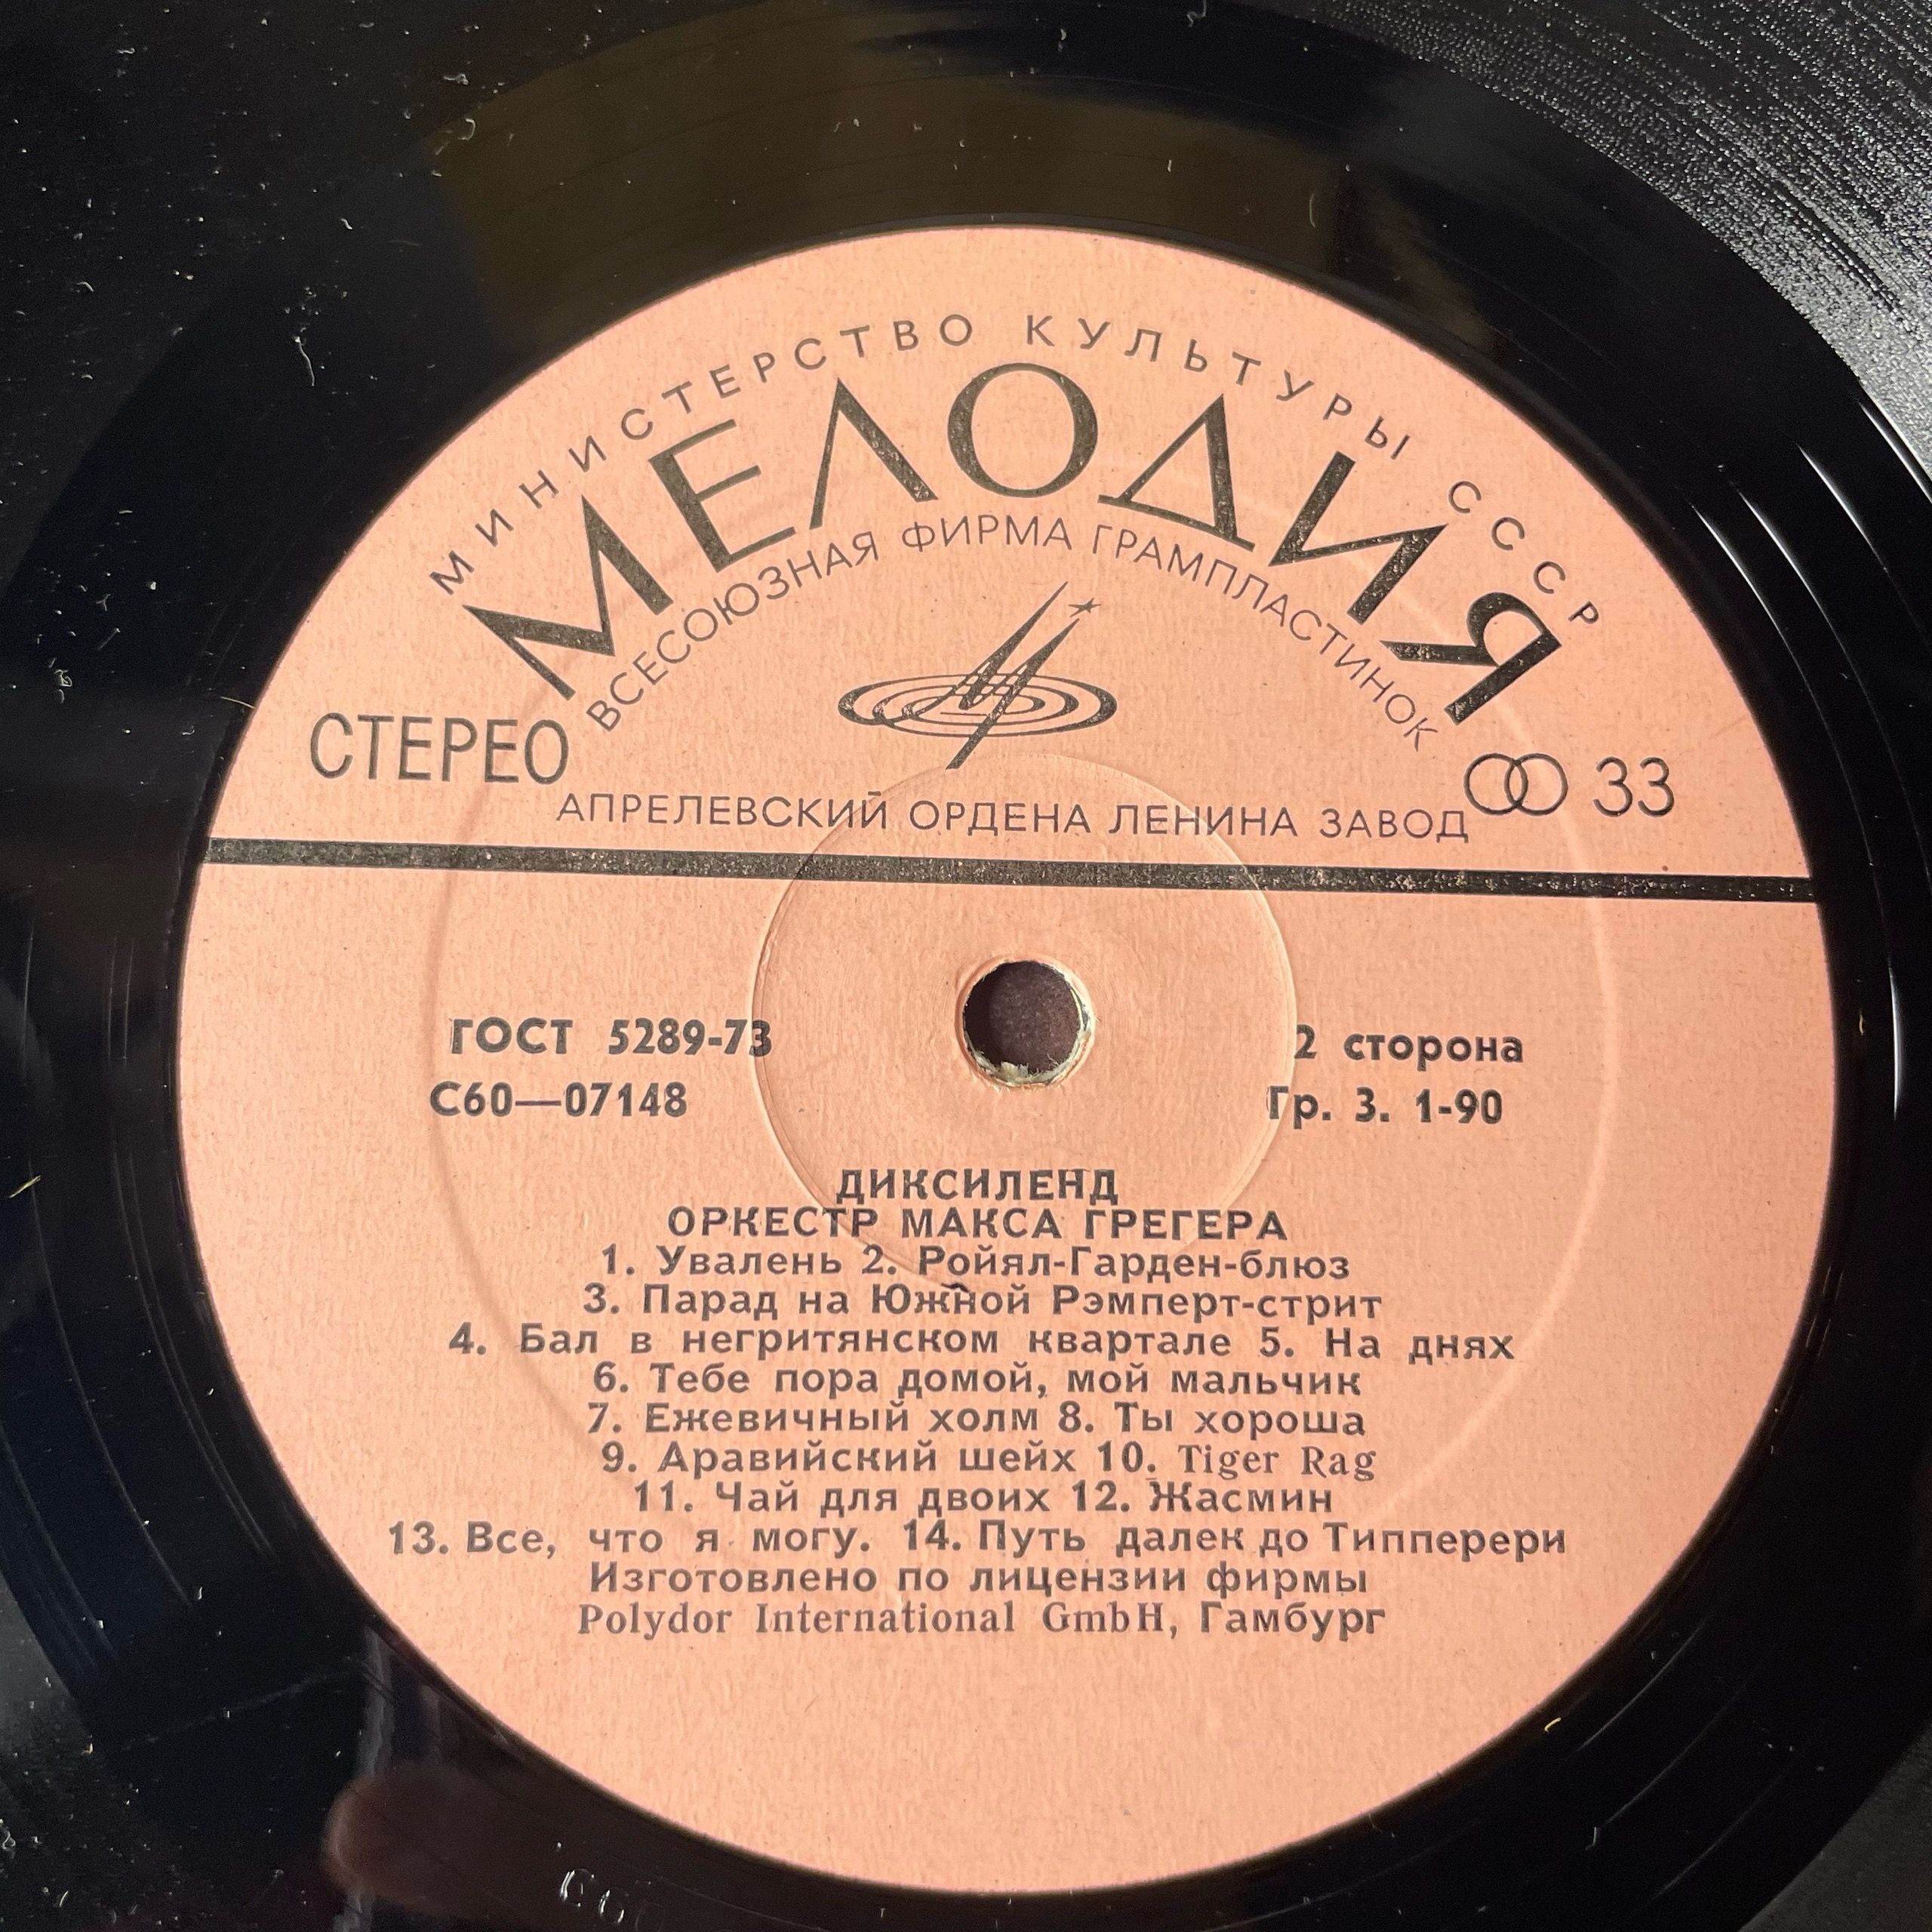 МИНИСТЕРСТВО КУЛЬТУРЫ СССР
МЕЛОДИЯ
ВСЕСОЮЗНАЯ ФИРМА ГРАМПЛАСТИНОК
СТЕРЕО
33
АПРЕЛЕВСКИЙ ОРДЕНА ЛЕНИНА ЗАВОД
ГОСТ 5289-73
2 сторона
С60—07148
Гр. 3. 1-90
ДИКСИЛЕНД
ОРКЕСТР МАКСА ГРЕГЕРА
1. Увалень 2. Ройял-Гарден-блюз
3. Парад на Южной Рэмперт-стрит
4. Бал в негритянском квартале 5. На днях
6. Тебе пора домой, мой мальчик
7. Ежевичный холм 8. Ты хороша
9. Аравийский шейх 10. Tiger Rag
11. Чай для двоих 12. Жасмин
13. Все, что я могу. 14. Путь далек до Типперери
Изготовлено по лицензии фирмы
Polydor International GmbH, Гамбург